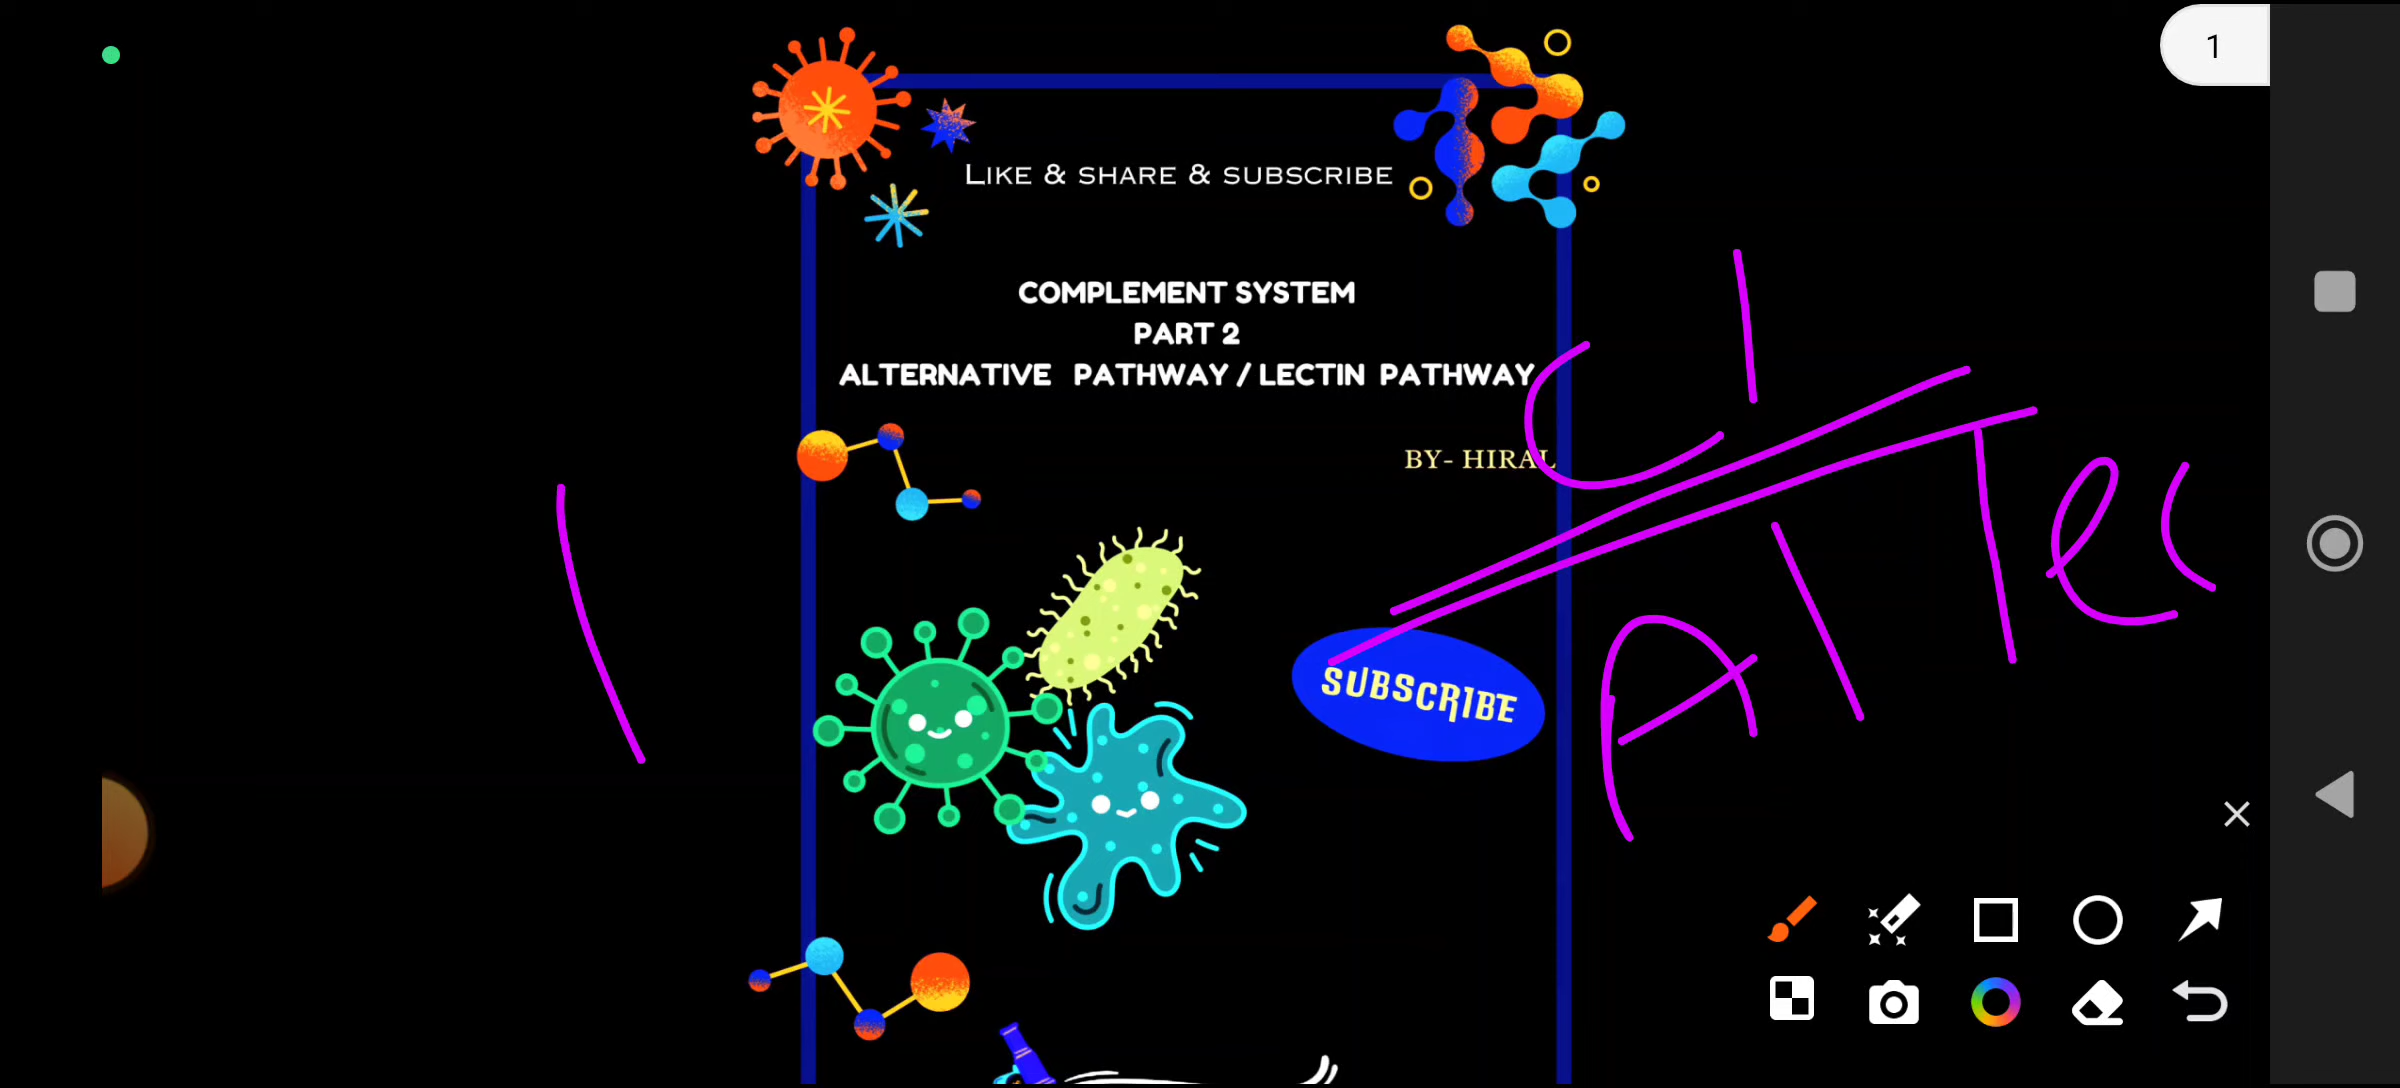 1
LIKE & SHARE & SUBSCRIBE
COMPLEMENT SYSTEM
PART 2
ALTERNATIVE PATHWAY / LECTIN PATHWAY
BY- HIRAL
SUBSCRIBE